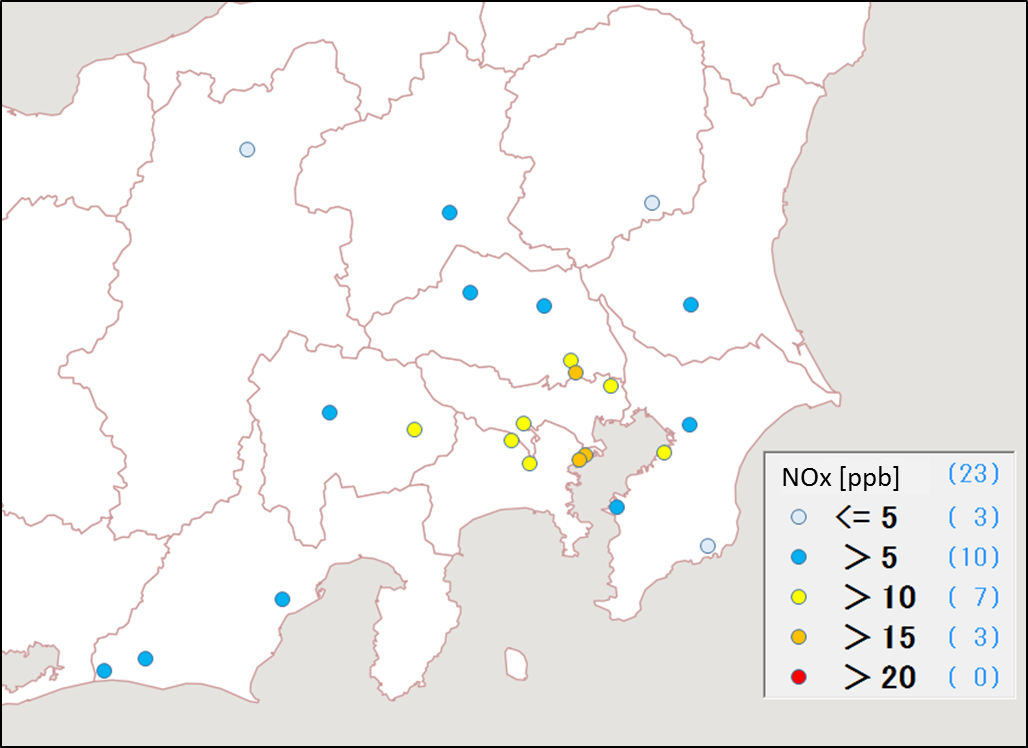 NOx [ppb] (23)
<= 5 ( 3)
> 5 (10)
> 10 ( 7)
> 15 ( 3)
> 20 ( 0)